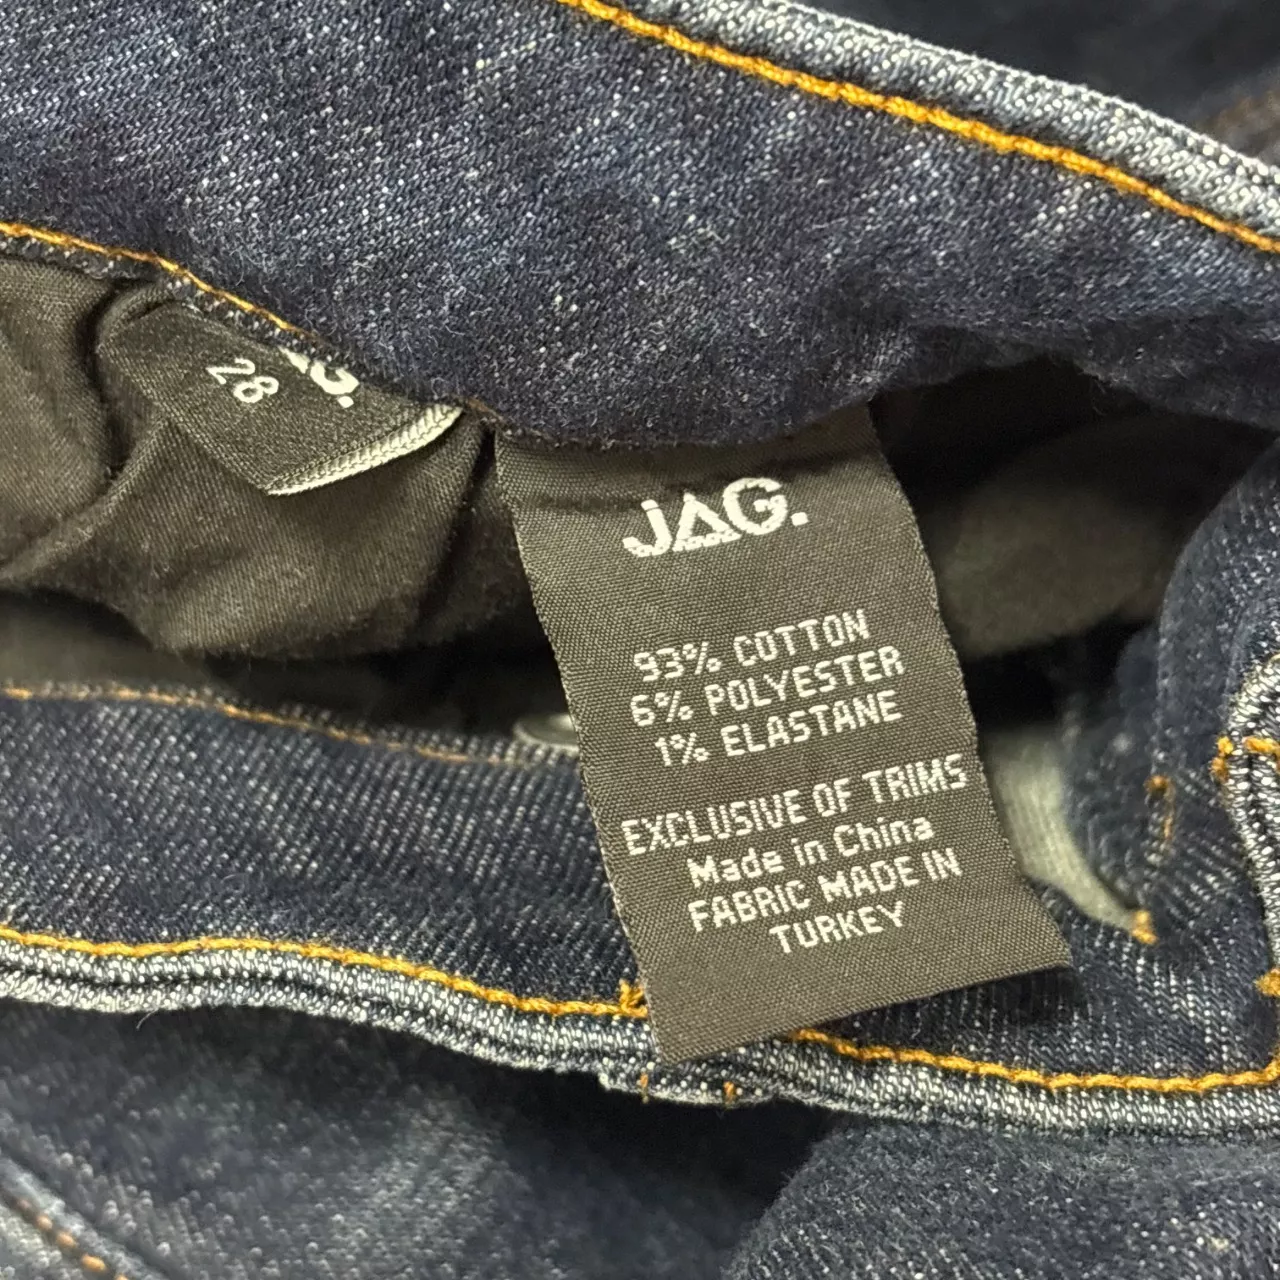 28
JAG.
93% COTTON
6% POLYESTER
1% ELASTANE
EXCLUSIVE OF TRIMS
Made in China
FABRIC MADE IN
TURKEY